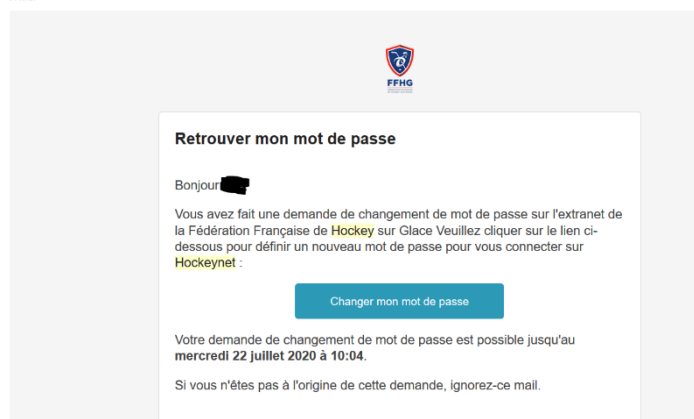 FFHG
Retrouver mon mot de passe
Bonjour
Vous avez fait une demande de changement de mot de passe sur l'extranet de
la Fédération Française de Hockey sur Glace Veuillez cliquer sur le lien ci-
dessous pour définir un nouveau mot de passe pour vous connecter sur
Hockeynet :
Changer mon mot de passe
Votre demande de changement de mot de passe est possible jusqu'au
mercredi 22 juillet 2020 à 10:04.
Si vous n'êtes pas à l'origine de cette demande, ignorez-ce mail.